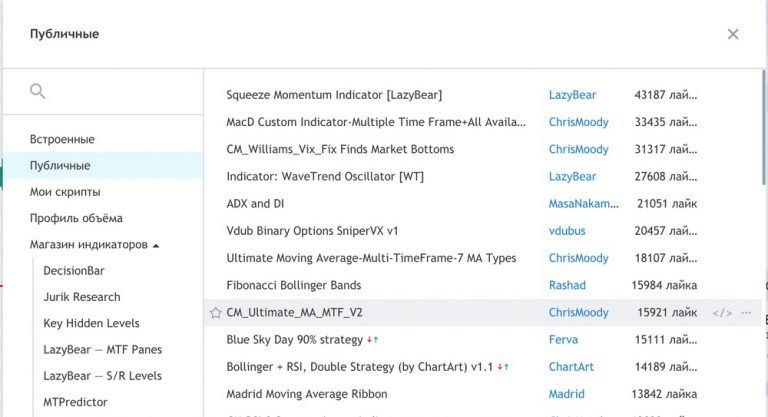 Публичные
Встроенные
Публичные
Мои скрипты
Профиль объёма
Магазин индикаторов
DecisionBar
Jurik Research
Key Hidden Levels
LazyBear — MTF Panes
LazyBear — S/R Levels
MTPredictor
Squeeze Momentum Indicator [LazyBear] LazyBear 43187 лай...
MacD Custom Indicator-Multiple Time Frame+All Availa... ChrisMoody 33435 лай...
CM_Williams_Vix_Fix Finds Market Bottoms ChrisMoody 31317 лай...
Indicator: WaveTrend Oscillator [WT] LazyBear 27608 лай...
ADX and DI MasaNakam... 21051 лайк
Vdub Binary Options SniperVX v1 vdubus 20457 лай...
Ultimate Moving Average-Multi-TimeFrame-7 MA Types ChrisMoody 18107 лай...
Fibonacci Bollinger Bands Rashad 15984 лайка
CM_Ultimate_MA_MTF_V2 ChrisMoody 15921 лайк </> ...
Blue Sky Day 90% strategy Ferva 15111 лай...
Bollinger + RSI, Double Strategy (by ChartArt) v1.1 ChartArt 14189 лай...
Madrid Moving Average Ribbon Madrid 13842 лайка